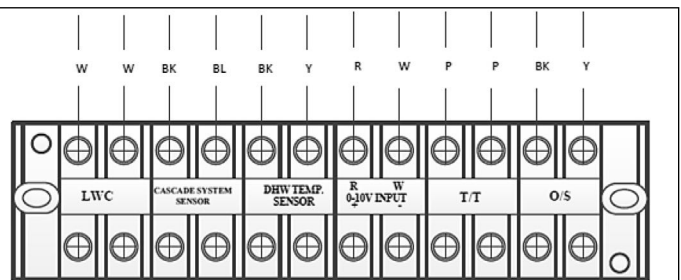 W W BK BL BK Y R W P P BK Y
LWC
CASCADE SYSTEM
SENSOR
DHW TEMP.
SENSOR
R W
0-10V INPUT
+ -
T/T
O/S